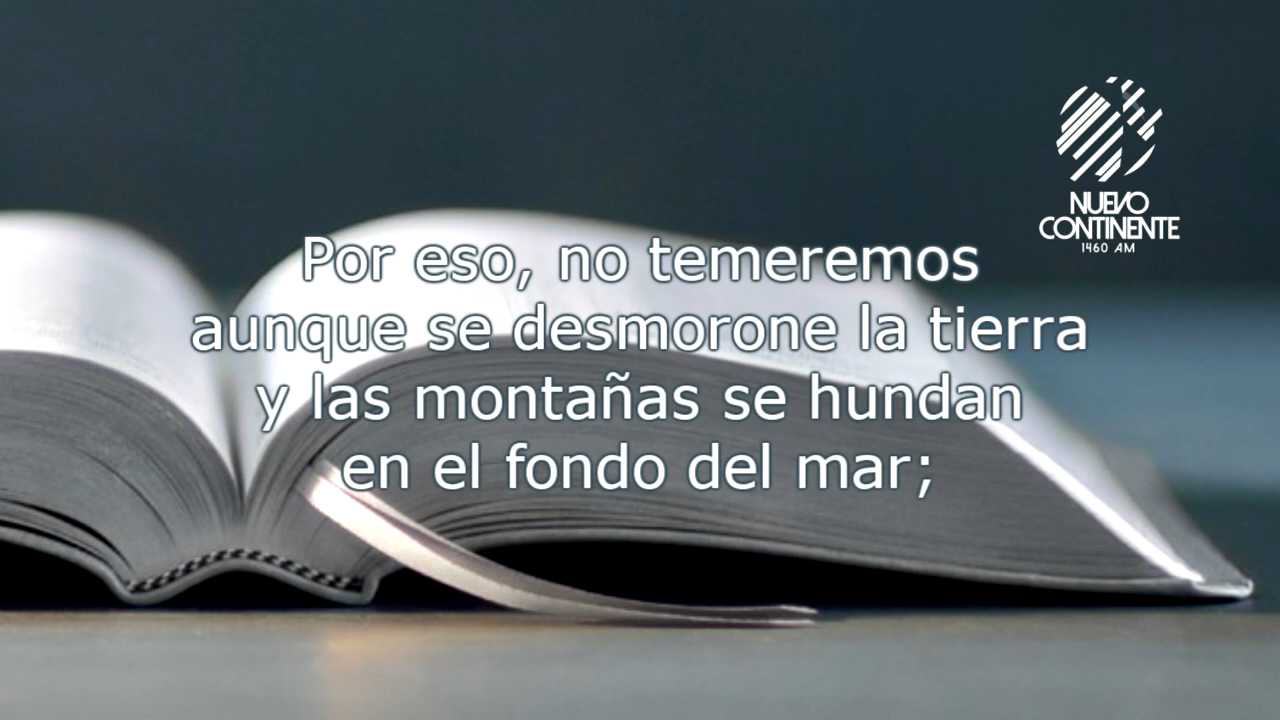 NUEVO
CONTINENTE
1460 AM
Por eso, no temeremos
aunque se desmorone la tierra
y las montañas se hundan
en el fondo del mar;